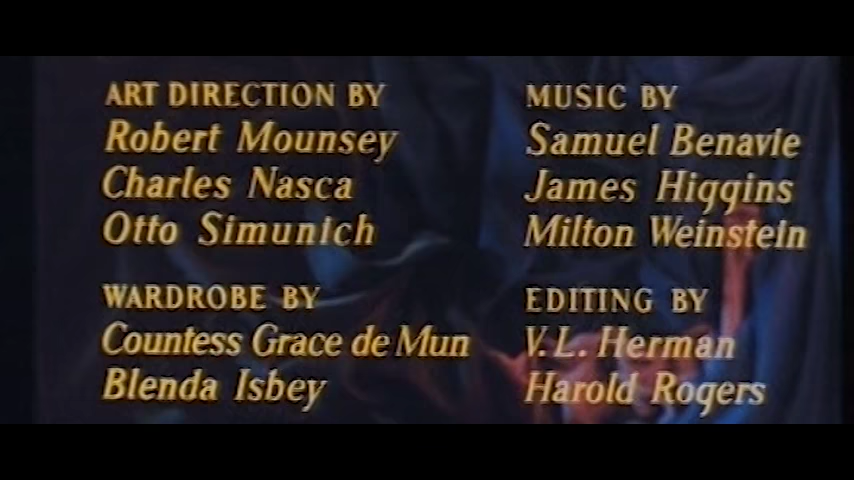 ART DIRECTION BY
Robert Mounsey
Charles Nasca
Otto Simunich
WARDROBE BY
Countess Grace de Mun
Blenda Isbey
MUSIC BY
Samuel Benavie
James Higgins
Milton Weinstein
EDITING BY
V.L. Herman
Harold Rogers